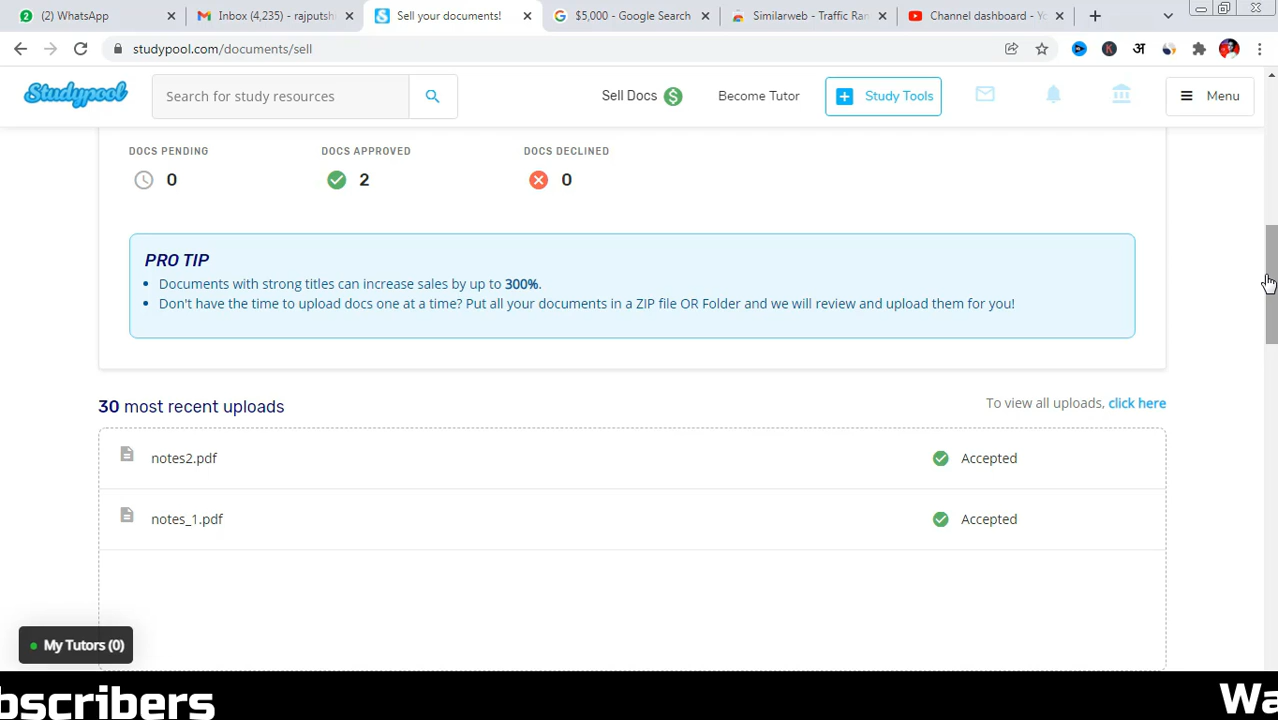 (2) WhatsApp
Inbox (4,235) - rajputsh
Sell your documents!
$5,000 - Google Search
Similarweb - Traffic Ran
Channel dashboard - Yo
studypool.com/documents/sell
अ
Studypool
Search for study resources
Sell Docs $
Become Tutor
Study Tools
Menu
DOCS PENDING
DOCS APPROVED
DOCS DECLINED
0
2
0
PRO TIP
• Documents with strong titles can increase sales by up to 300%.
• Don't have the time to upload docs one at a time? Put all your documents in a ZIP file OR Folder and we will review and upload them for you!
30 most recent uploads
To view all uploads, click here
notes2.pdf
Accepted
notes_1.pdf
Accepted
My Tutors (0)
bscribers
Wa